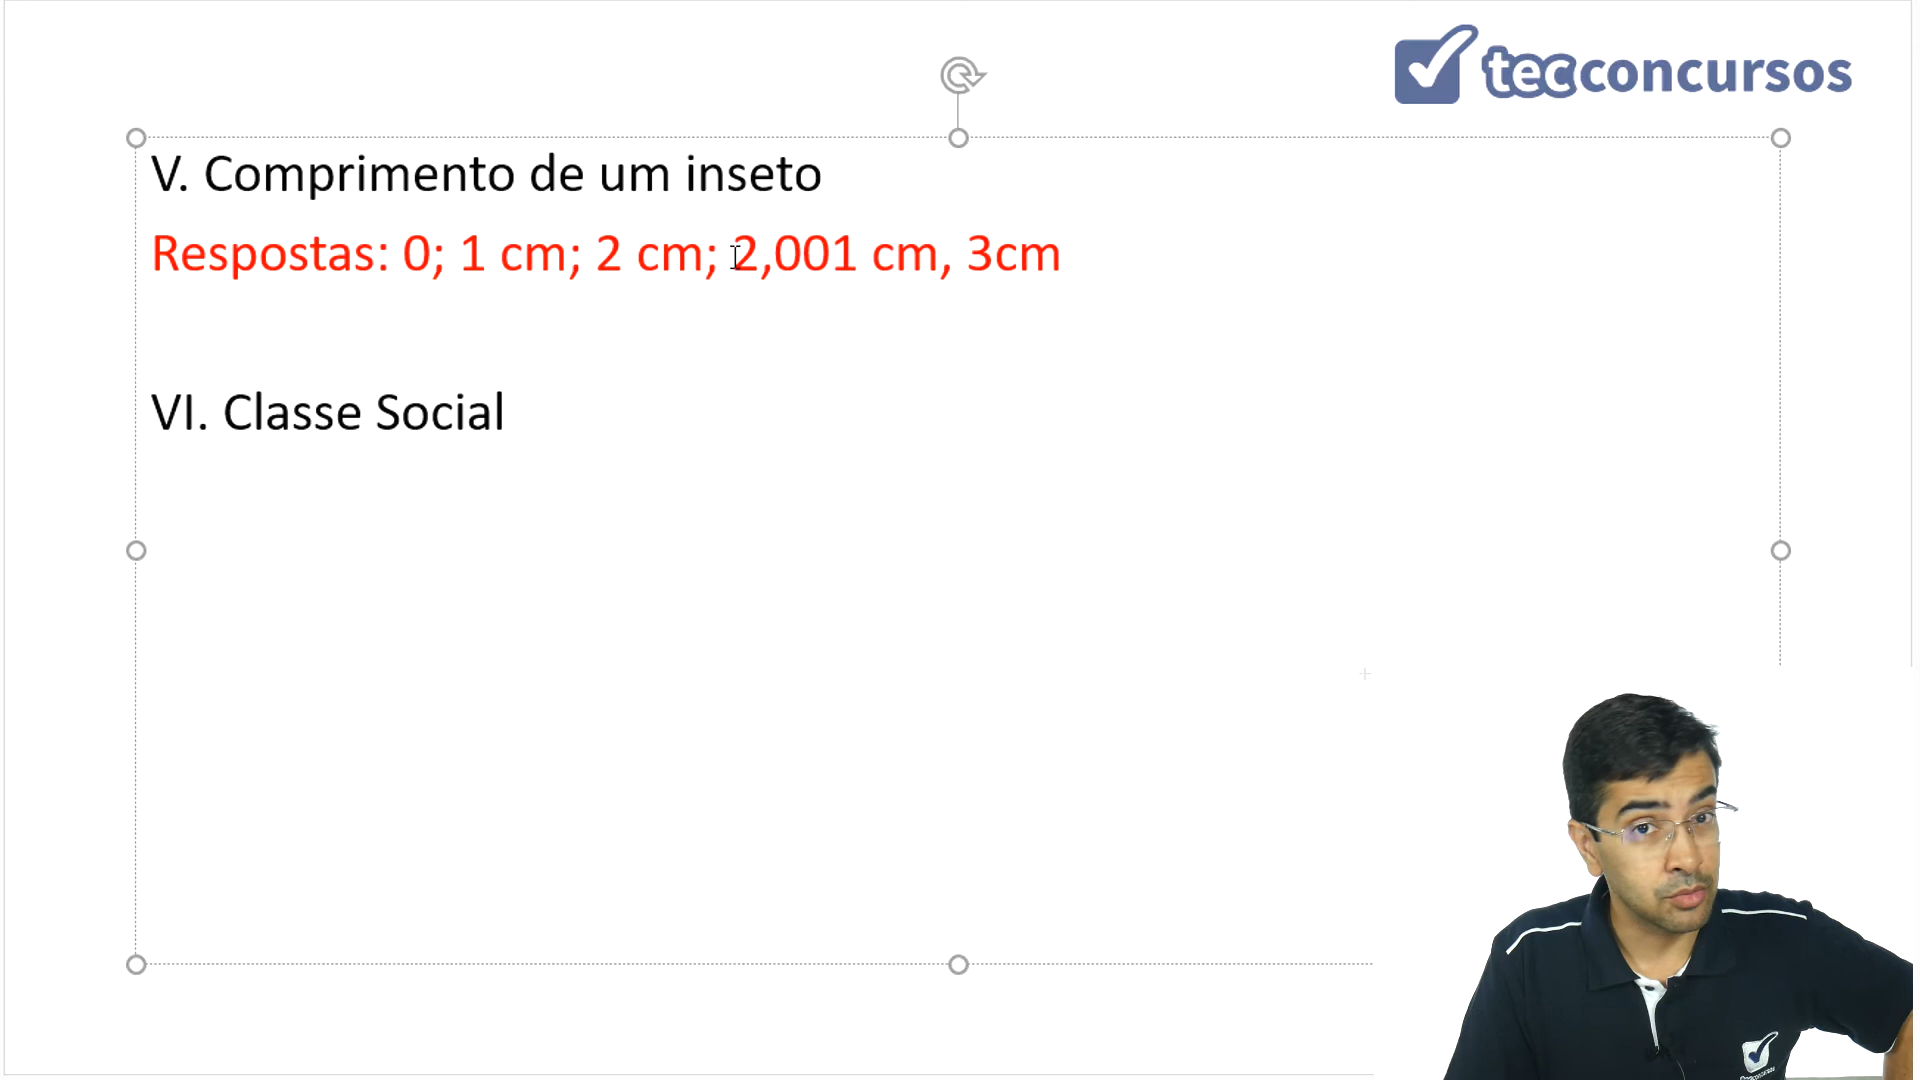 tecconcursos
V. Comprimento de um inseto
Respostas: 0; 1 cm; 2 cm; 2,001 cm, 3cm
VI. Classe Social